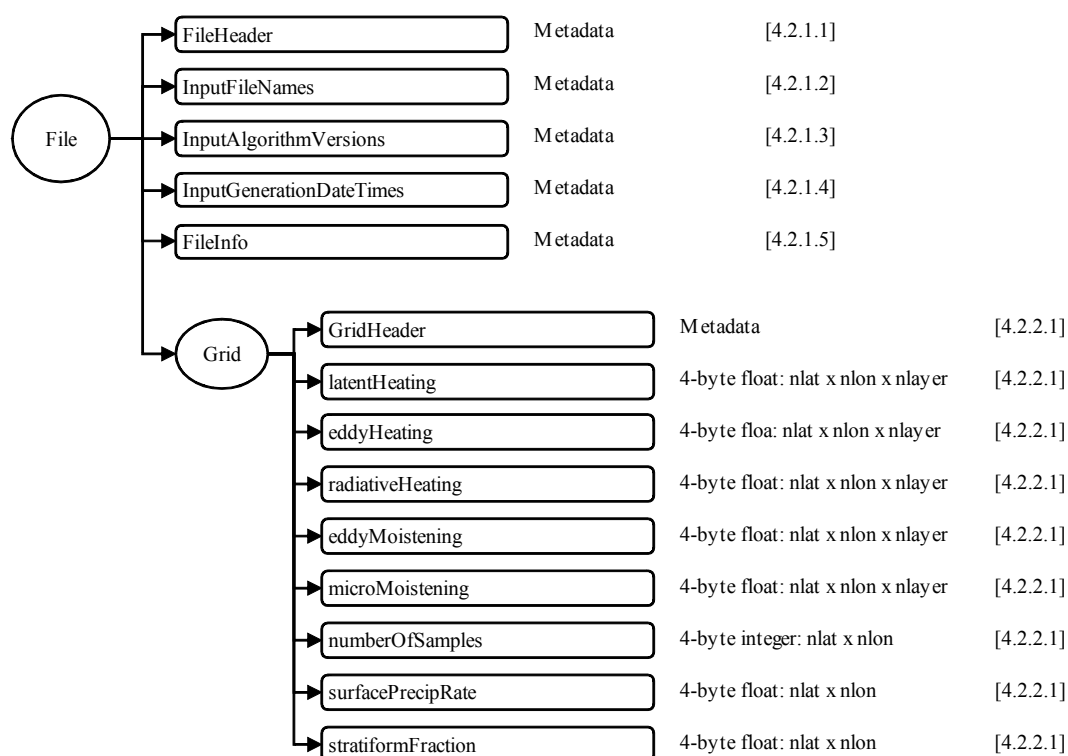 FileHeader Metadata [4.2.1.1]
InputFileNames Metadata [4.2.1.2]
File
InputAlgorithmVersions Metadata [4.2.1.3]
InputGenerationDateTimes Metadata [4.2.1.4]
FileInfo Metadata [4.2.1.5]
Grid
GridHeader Metadata [4.2.2.1]
latentHeating 4-byte float: nlat x nlon x nlayer [4.2.2.1]
eddyHeating 4-byte floa: nlat x nlon x nlayer [4.2.2.1]
radiativeHeating 4-byte float: nlat x nlon x nlayer [4.2.2.1]
eddyMoistening 4-byte float: nlat x nlon x nlayer [4.2.2.1]
microMoistening 4-byte float: nlat x nlon x nlayer [4.2.2.1]
numberOfSamples 4-byte integer: nlat x nlon [4.2.2.1]
surfacePrecipRate 4-byte float: nlat x nlon [4.2.2.1]
stratiformFraction 4-byte float: nlat x nlon [4.2.2.1]